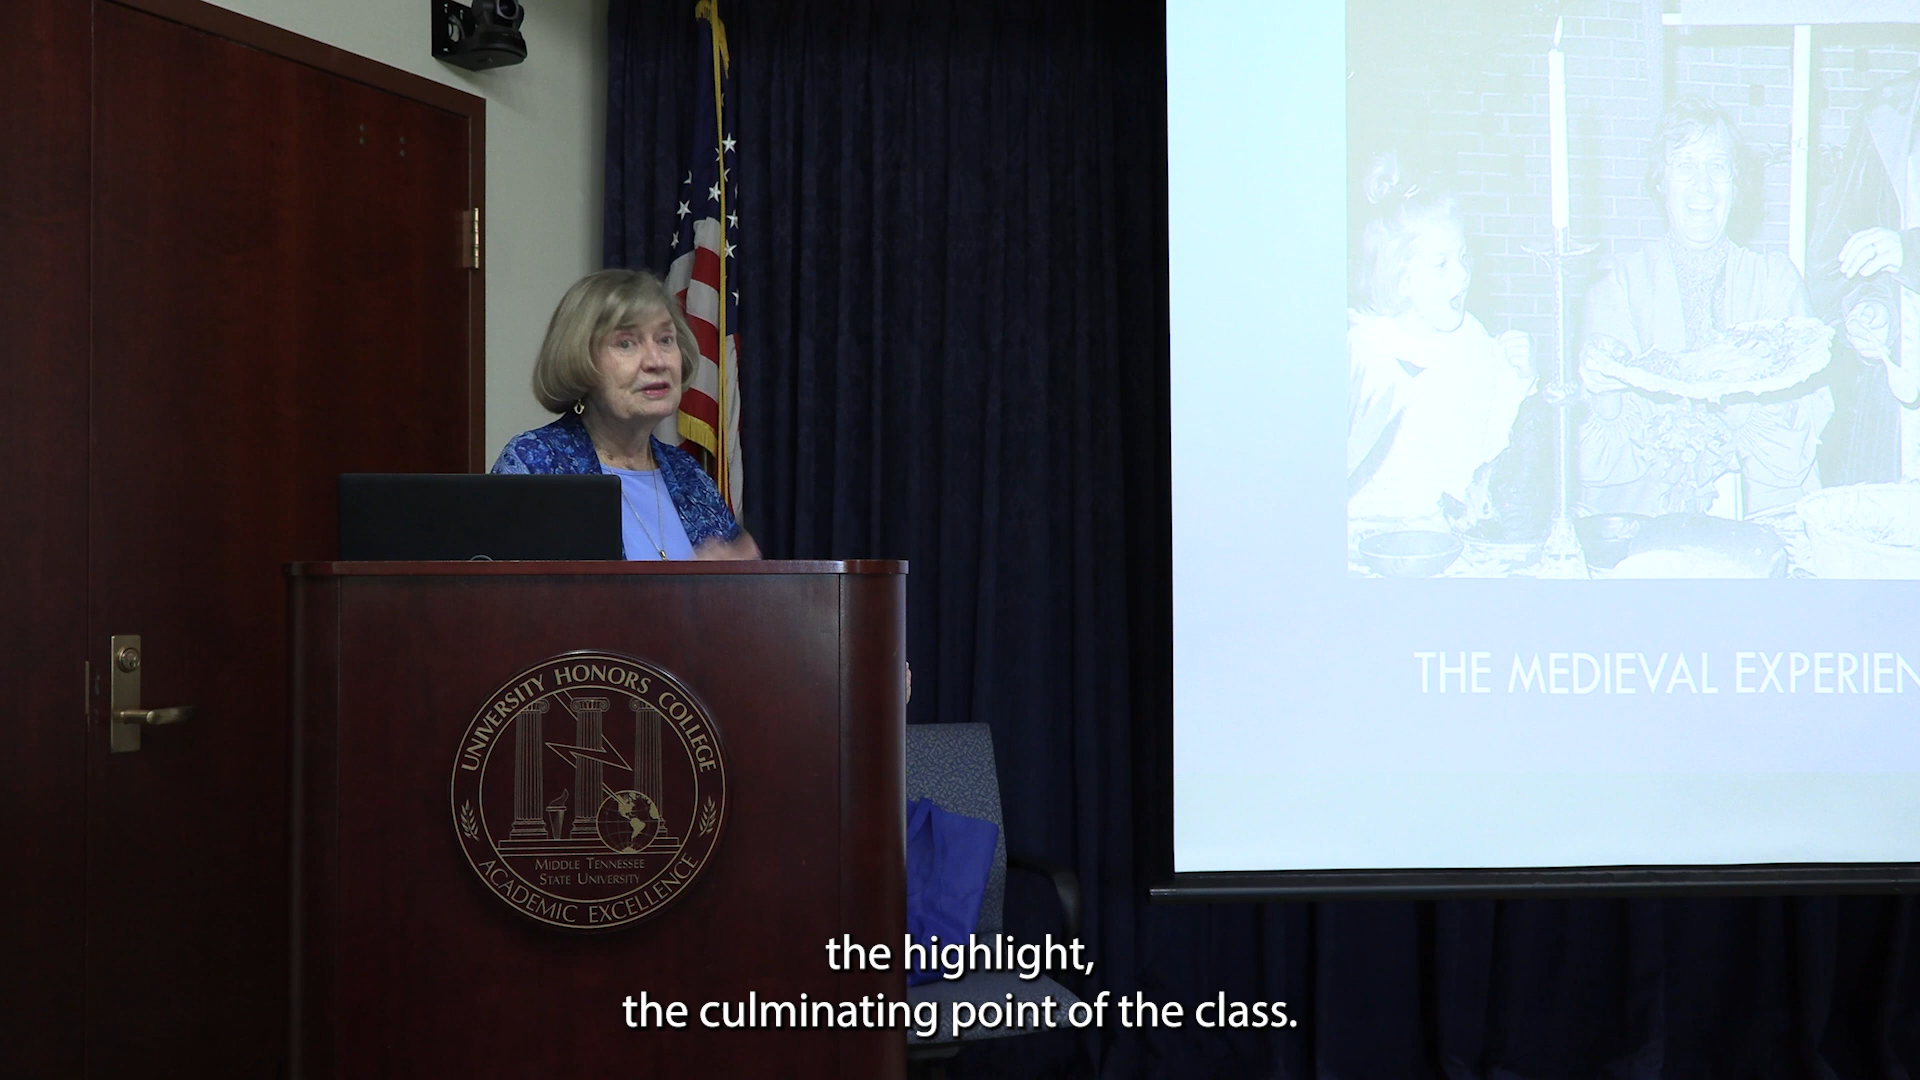 THE MEDIEVAL EXPERIEN
UNIVERSITY HONORS COLLEGE
MIDDLE TENNESSEE
STATE UNIVERSITY
ACADEMIC EXCELLENCE
the highlight,
the culminating point of the class.